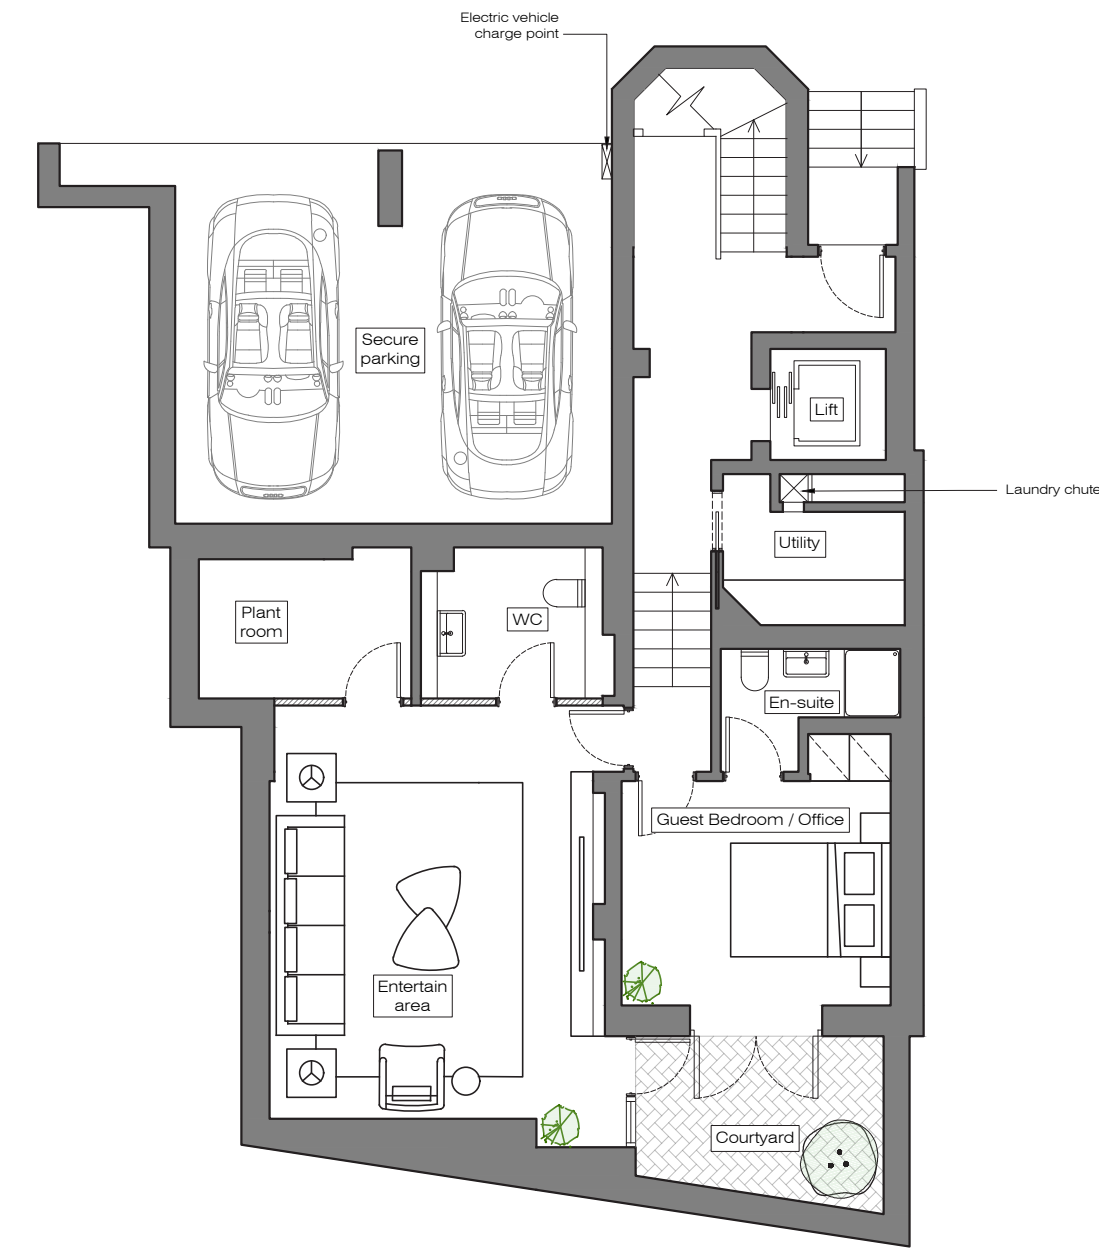 Electric vehicle
charge point
Secure
parking
Lift
Laundry chute
Utility
Plant
room
WC
En-suite
Guest Bedroom / Office
Entertain
area
Courtyard